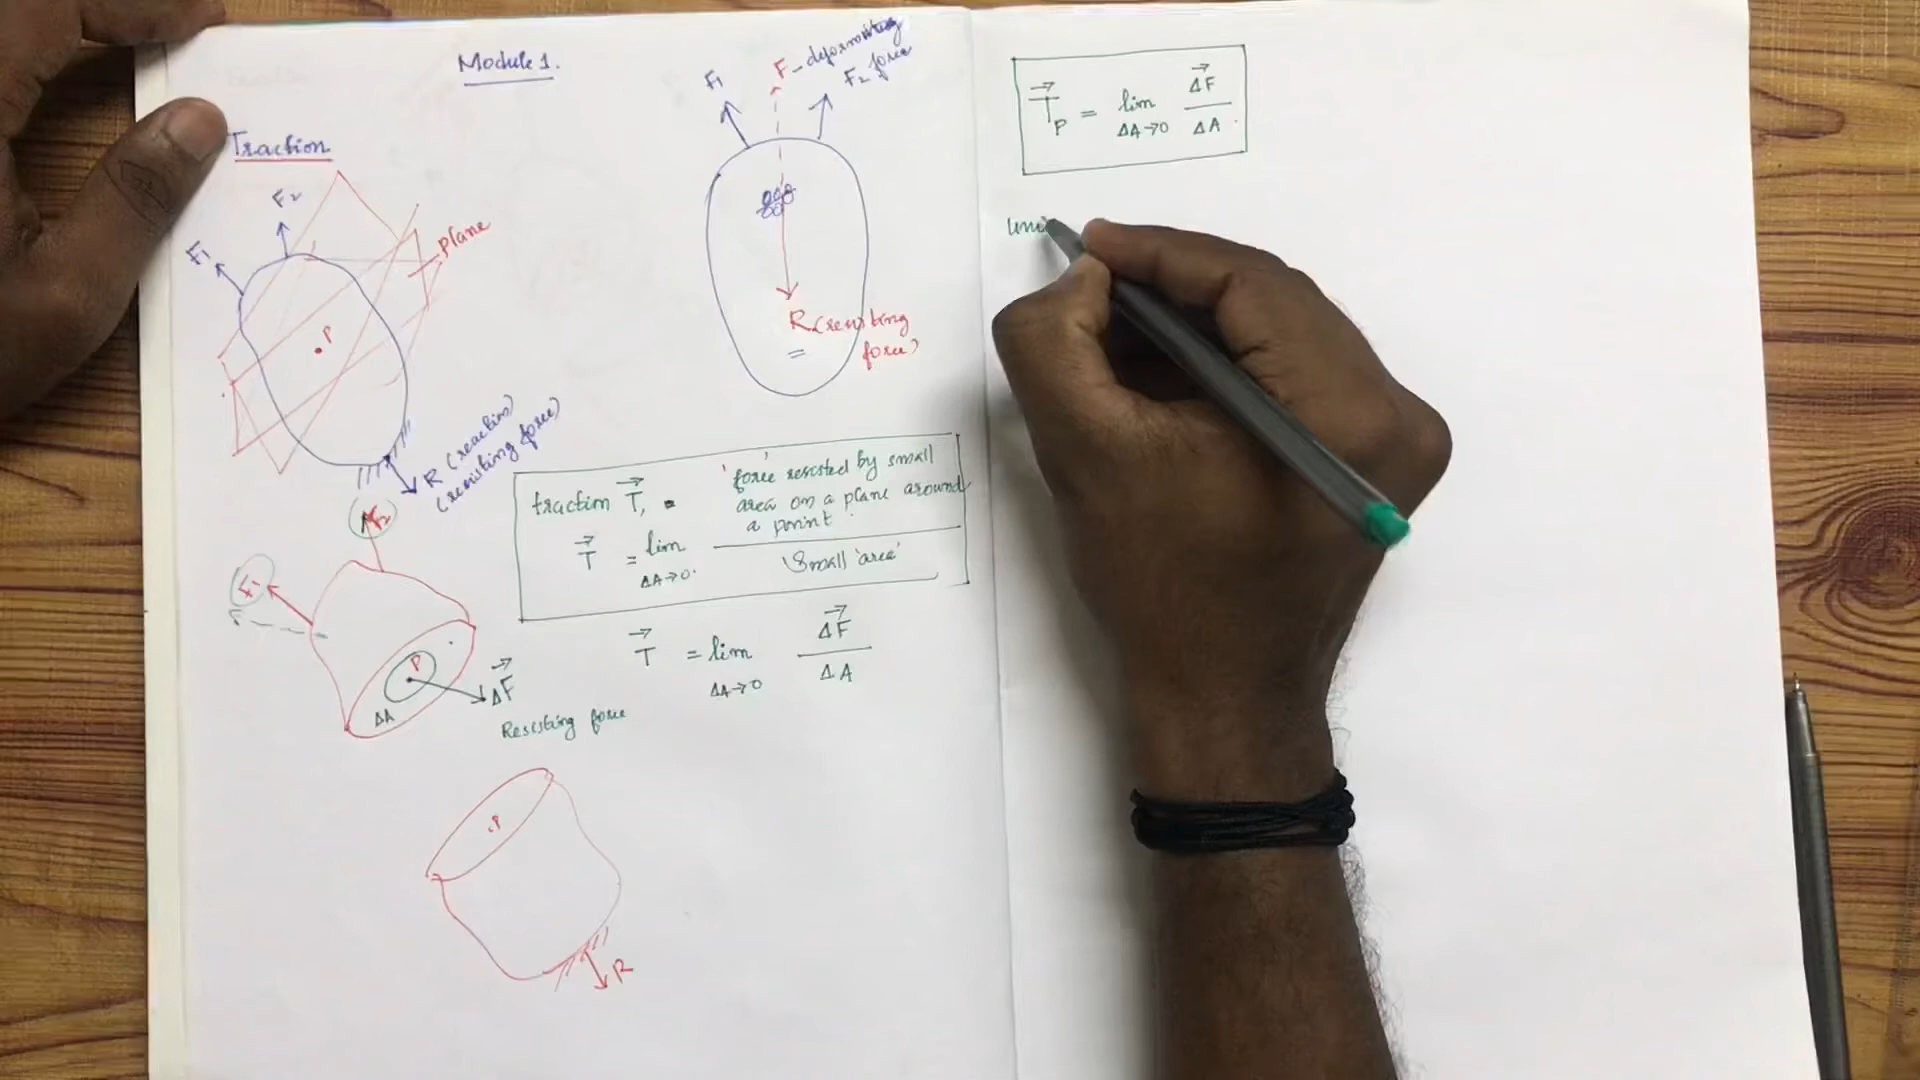 Module 1.
Traction
F1
F2
plane
P
R (reaction)
(resisting force)
F1
F - deforming
force
F2
R (resisting
force)
=
traction T⃗, =
'force' resisted by small
area on a plane around
a point.
T⃗ = lim
ΔA→0.
Small 'area'
T⃗ = lim ΔF⃗
ΔA→0 ΔA
F1
F2
P
ΔA
ΔF⃗
Resisting force
P
R
T⃗P = lim ΔF⃗
ΔA→0 ΔA.